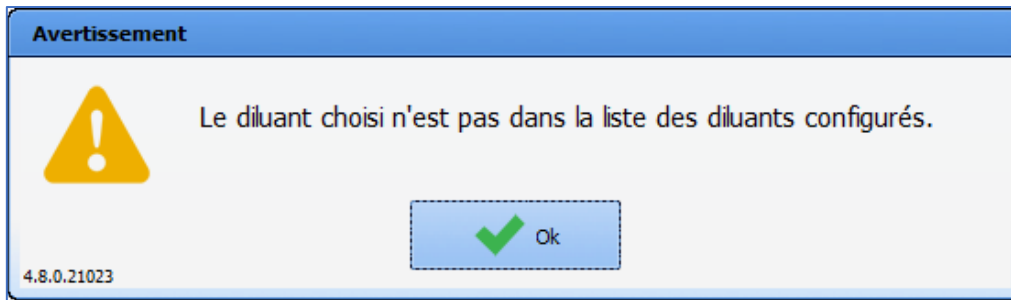 Avertissement
Le diluant choisi n'est pas dans la liste des diluants configurés.
Ok
4.8.0.21023